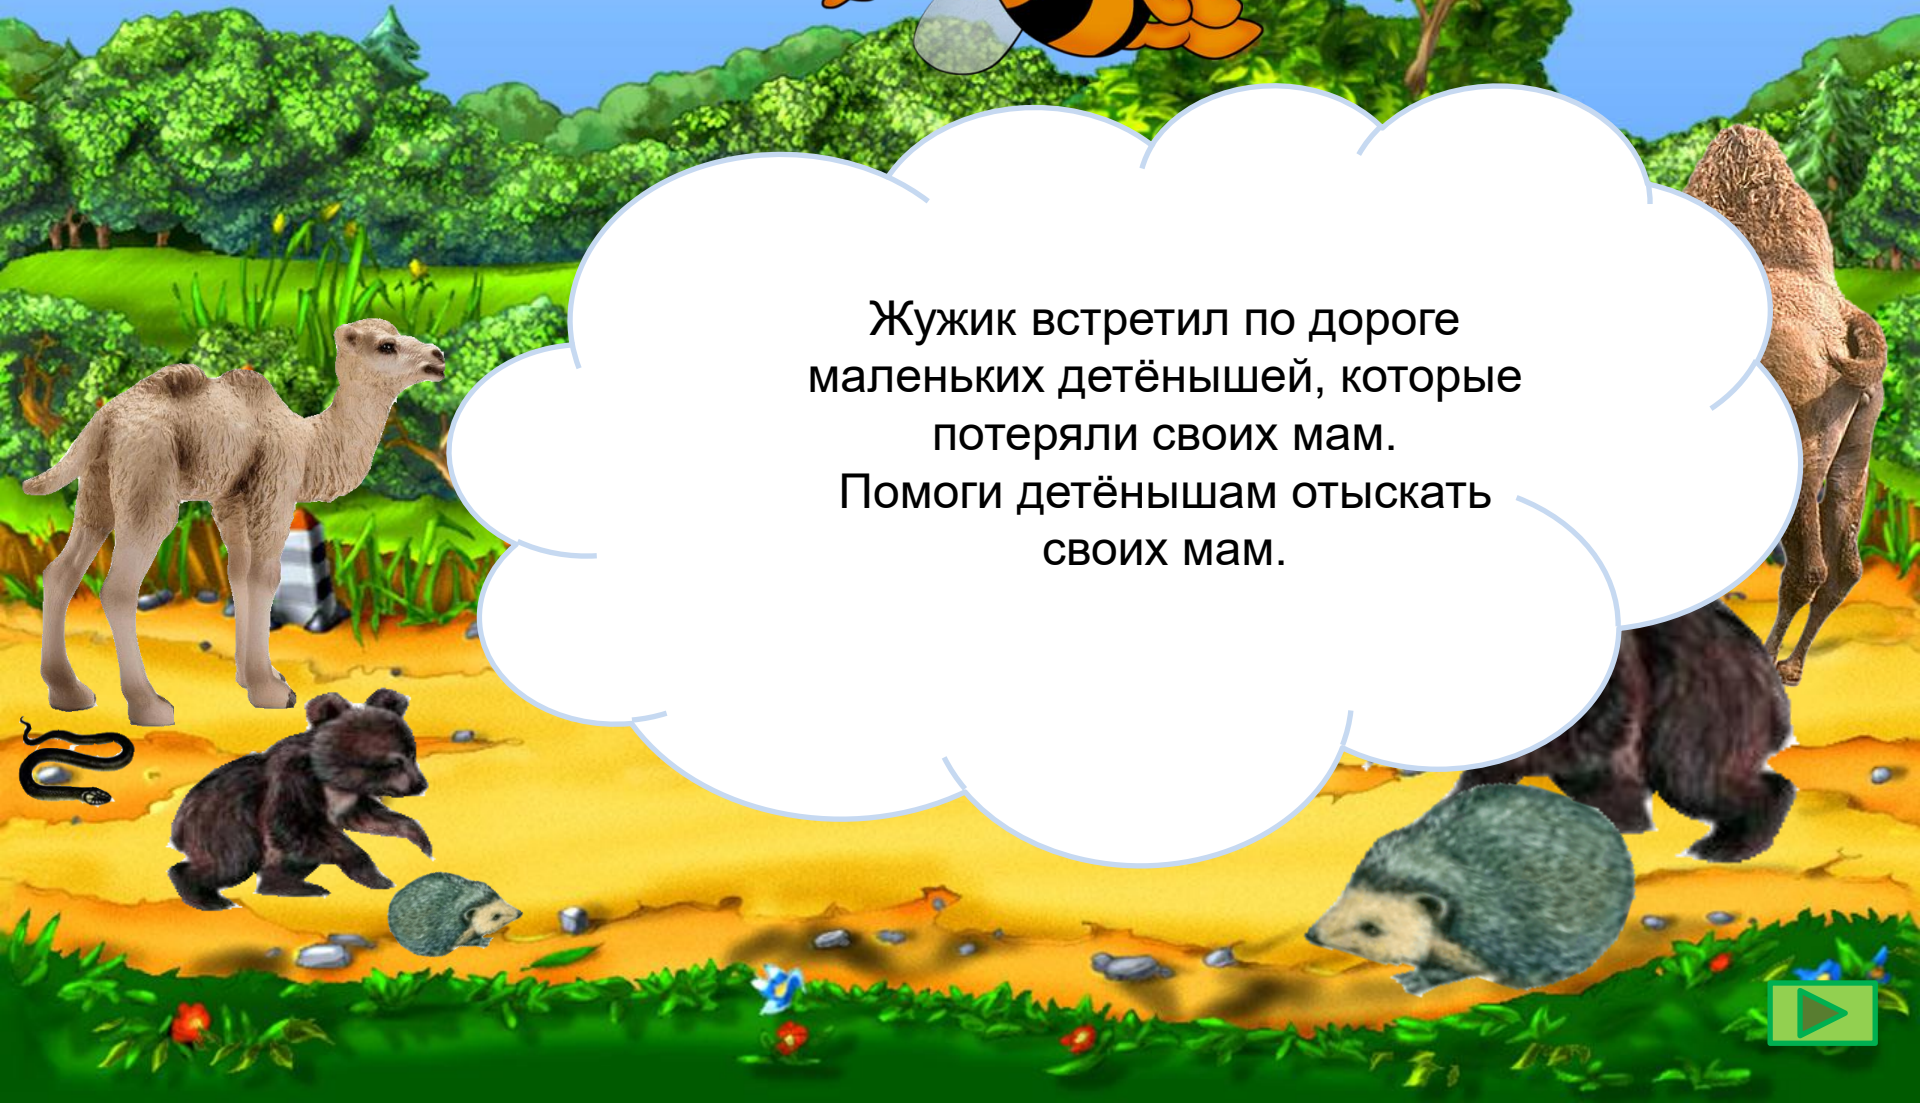 Жужик встретил по дороге
маленьких детёнышей, которые
потеряли своих мам.
Помоги детёнышам отыскать
своих мам.